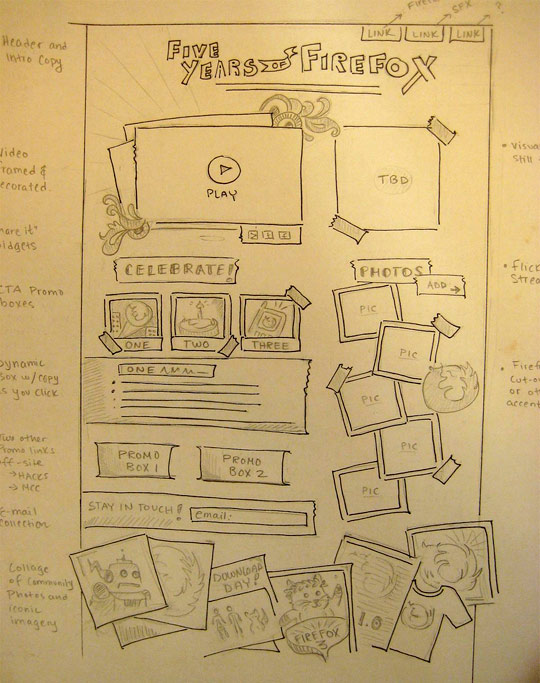 SFX
?
LINK
LINK
LINK
Header and
Intro Copy
FIVE
YEARS OF FIREFOX
Video
Framed &
Decorated.
PLAY
TBD
• Visua
Still
"Share it"
Widgets
CELEBRATE!
PHOTOS
ADD →
• Flick
Strea
CTA Promo
boxes
ONE
TWO
THREE
PIC
PIC
PIC
PIC
PIC
Dynamic
Box w/copy
as you click
ONE
• Firef
cut-ou
or ot
accent
Two other
Promo links
off-site
→ HACKS
→ MCC
PROMO
BOX 1
PROMO
BOX 2
E-mail
collection
STAY IN TOUCH!
email:
Collage
of Community
Photos and
iconic
imagery
DOWNLOAD
DAY!
FIREFOX
1.0